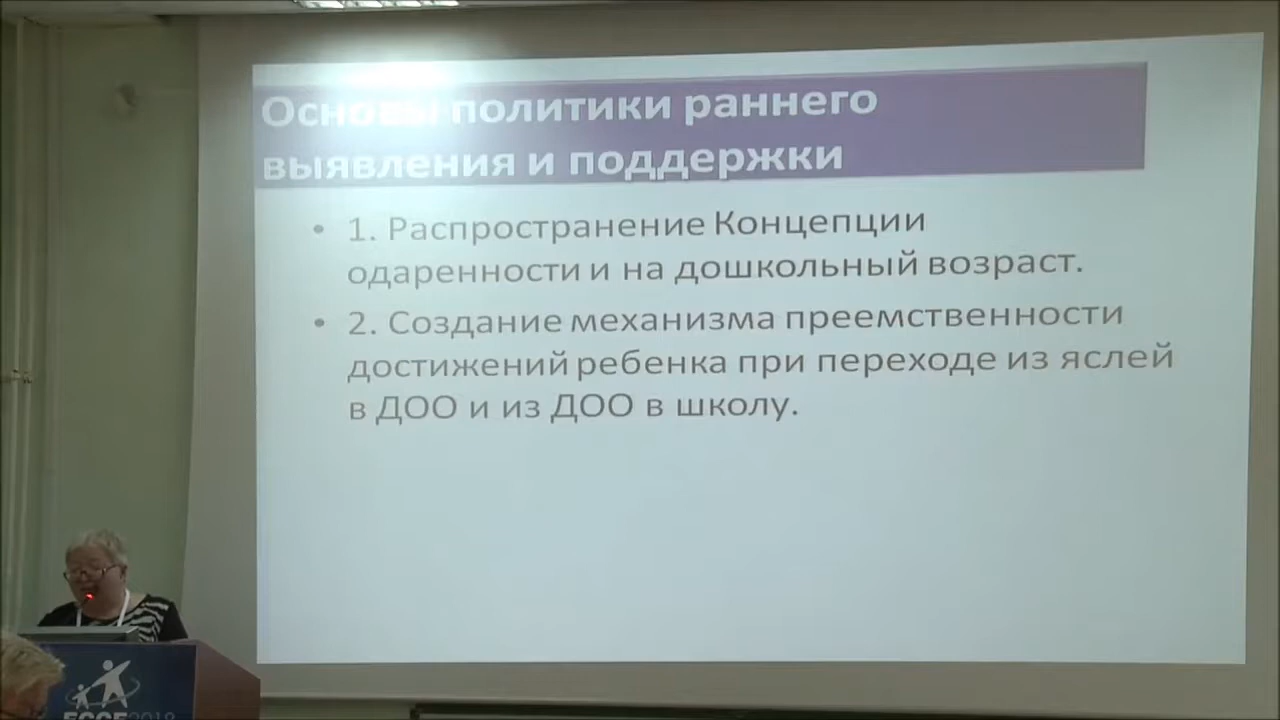 Основы политики раннего
выявления и поддержки
• 1. Распространение Концепции
одаренности и на дошкольный возраст.
• 2. Создание механизма преемственности
достижений ребенка при переходе из яслей
в ДОО и из ДОО в школу.
ECCE2018